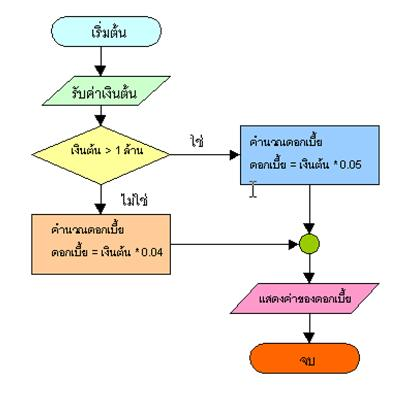 เริ่มต้น
รับค่าเงินต้น
เงินต้น > 1 ล้าน
ใช่
คำนวณดอกเบี้ย
ดอกเบี้ย = เงินต้น *0.05
ไม่ใช่
คำนวณดอกเบี้ย
ดอกเบี้ย = เงินต้น *0.04
แสดงค่าของดอกเบี้ย
จบ